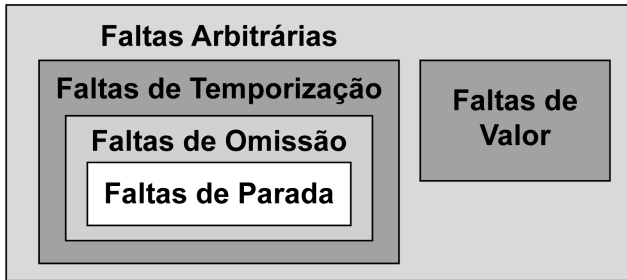 Faltas Arbitrárias
Faltas de Temporização
Faltas de Omissão
Faltas de Parada
Faltas de
Valor